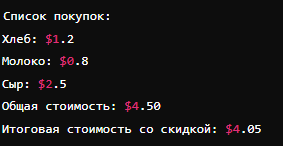 Список покупок:
Хлеб: $1.2
Молоко: $0.8
Сыр: $2.5
Общая стоимость: $4.50
Итоговая стоимость со скидкой: $4.05